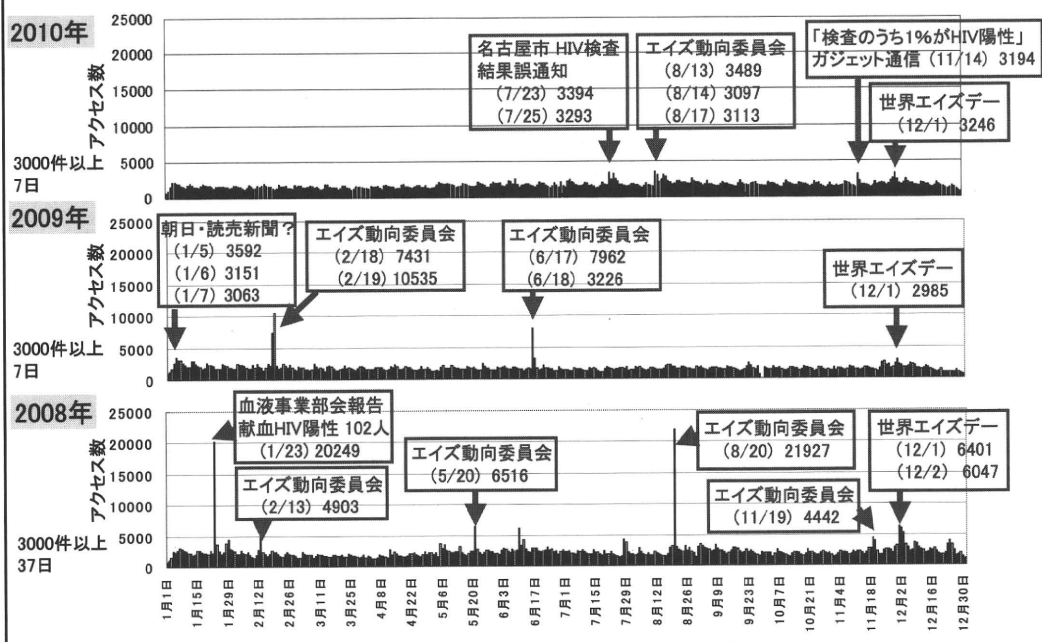 2010年
アクセス数
25000
20000
15000
10000
5000
0
3000件以上
7日
名古屋市 HIV検査
結果誤通知
(7/23) 3394
(7/25) 3293
エイズ動向委員会
(8/13) 3489
(8/14) 3097
(8/17) 3113
「検査のうち1%がHIV陽性」
ガジェット通信 (11/14) 3194
世界エイズデー
(12/1) 3246
2009年
アクセス数
25000
20000
15000
10000
5000
0
3000件以上
7日
朝日・読売新聞?
(1/5) 3592
(1/6) 3151
(1/7) 3063
エイズ動向委員会
(2/18) 7431
(2/19) 10535
エイズ動向委員会
(6/17) 7962
(6/18) 3226
世界エイズデー
(12/1) 2985
2008年
アクセス数
25000
20000
15000
10000
5000
0
3000件以上
37日
血液事業部会報告
献血HIV陽性 102人
(1/23) 20249
エイズ動向委員会
(2/13) 4903
エイズ動向委員会
(5/20) 6516
エイズ動向委員会
(8/20) 21927
エイズ動向委員会
(11/19) 4442
世界エイズデー
(12/1) 6401
(12/2) 6047
1月1日
1月15日
1月29日
2月12日
2月26日
3月11日
3月25日
4月8日
4月22日
5月6日
5月20日
6月3日
6月17日
7月1日
7月15日
7月29日
8月12日
8月26日
9月9日
9月23日
10月7日
10月21日
11月4日
11月18日
12月2日
12月16日
12月30日